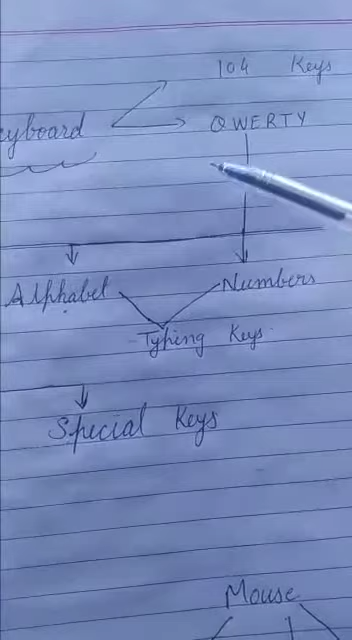 104 Keys
eyboard QWERTY
Alphabet Numbers
Typing Keys
Special Keys
Mouse